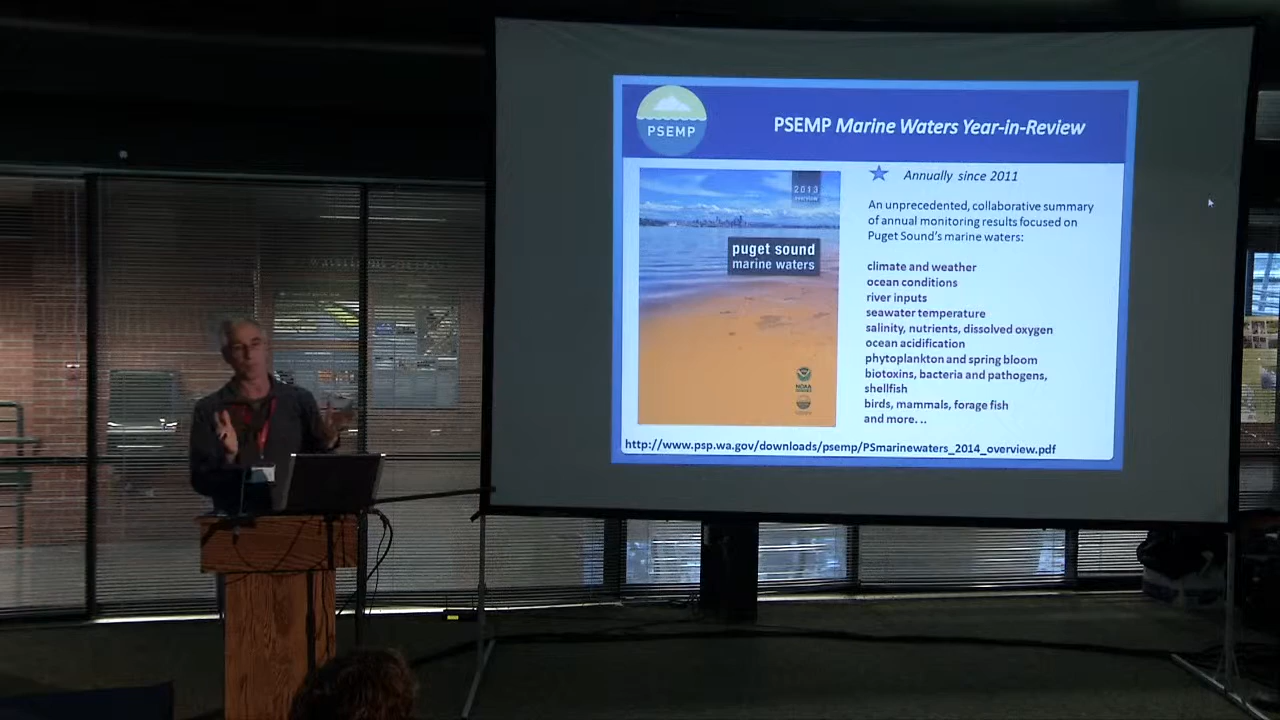 PSEMP
PSEMP Marine Waters Year-in-Review
2013
overview
puget sound
marine waters
NOAA
Annually since 2011
An unprecedented, collaborative summary
of annual monitoring results focused on
Puget Sound's marine waters:
climate and weather
ocean conditions
river inputs
seawater temperature
salinity, nutrients, dissolved oxygen
ocean acidification
phytoplankton and spring bloom
biotoxins, bacteria and pathogens,
shellfish
birds, mammals, forage fish
and more. ..
http://www.psp.wa.gov/downloads/psemp/PSmarinewaters_2014_overview.pdf